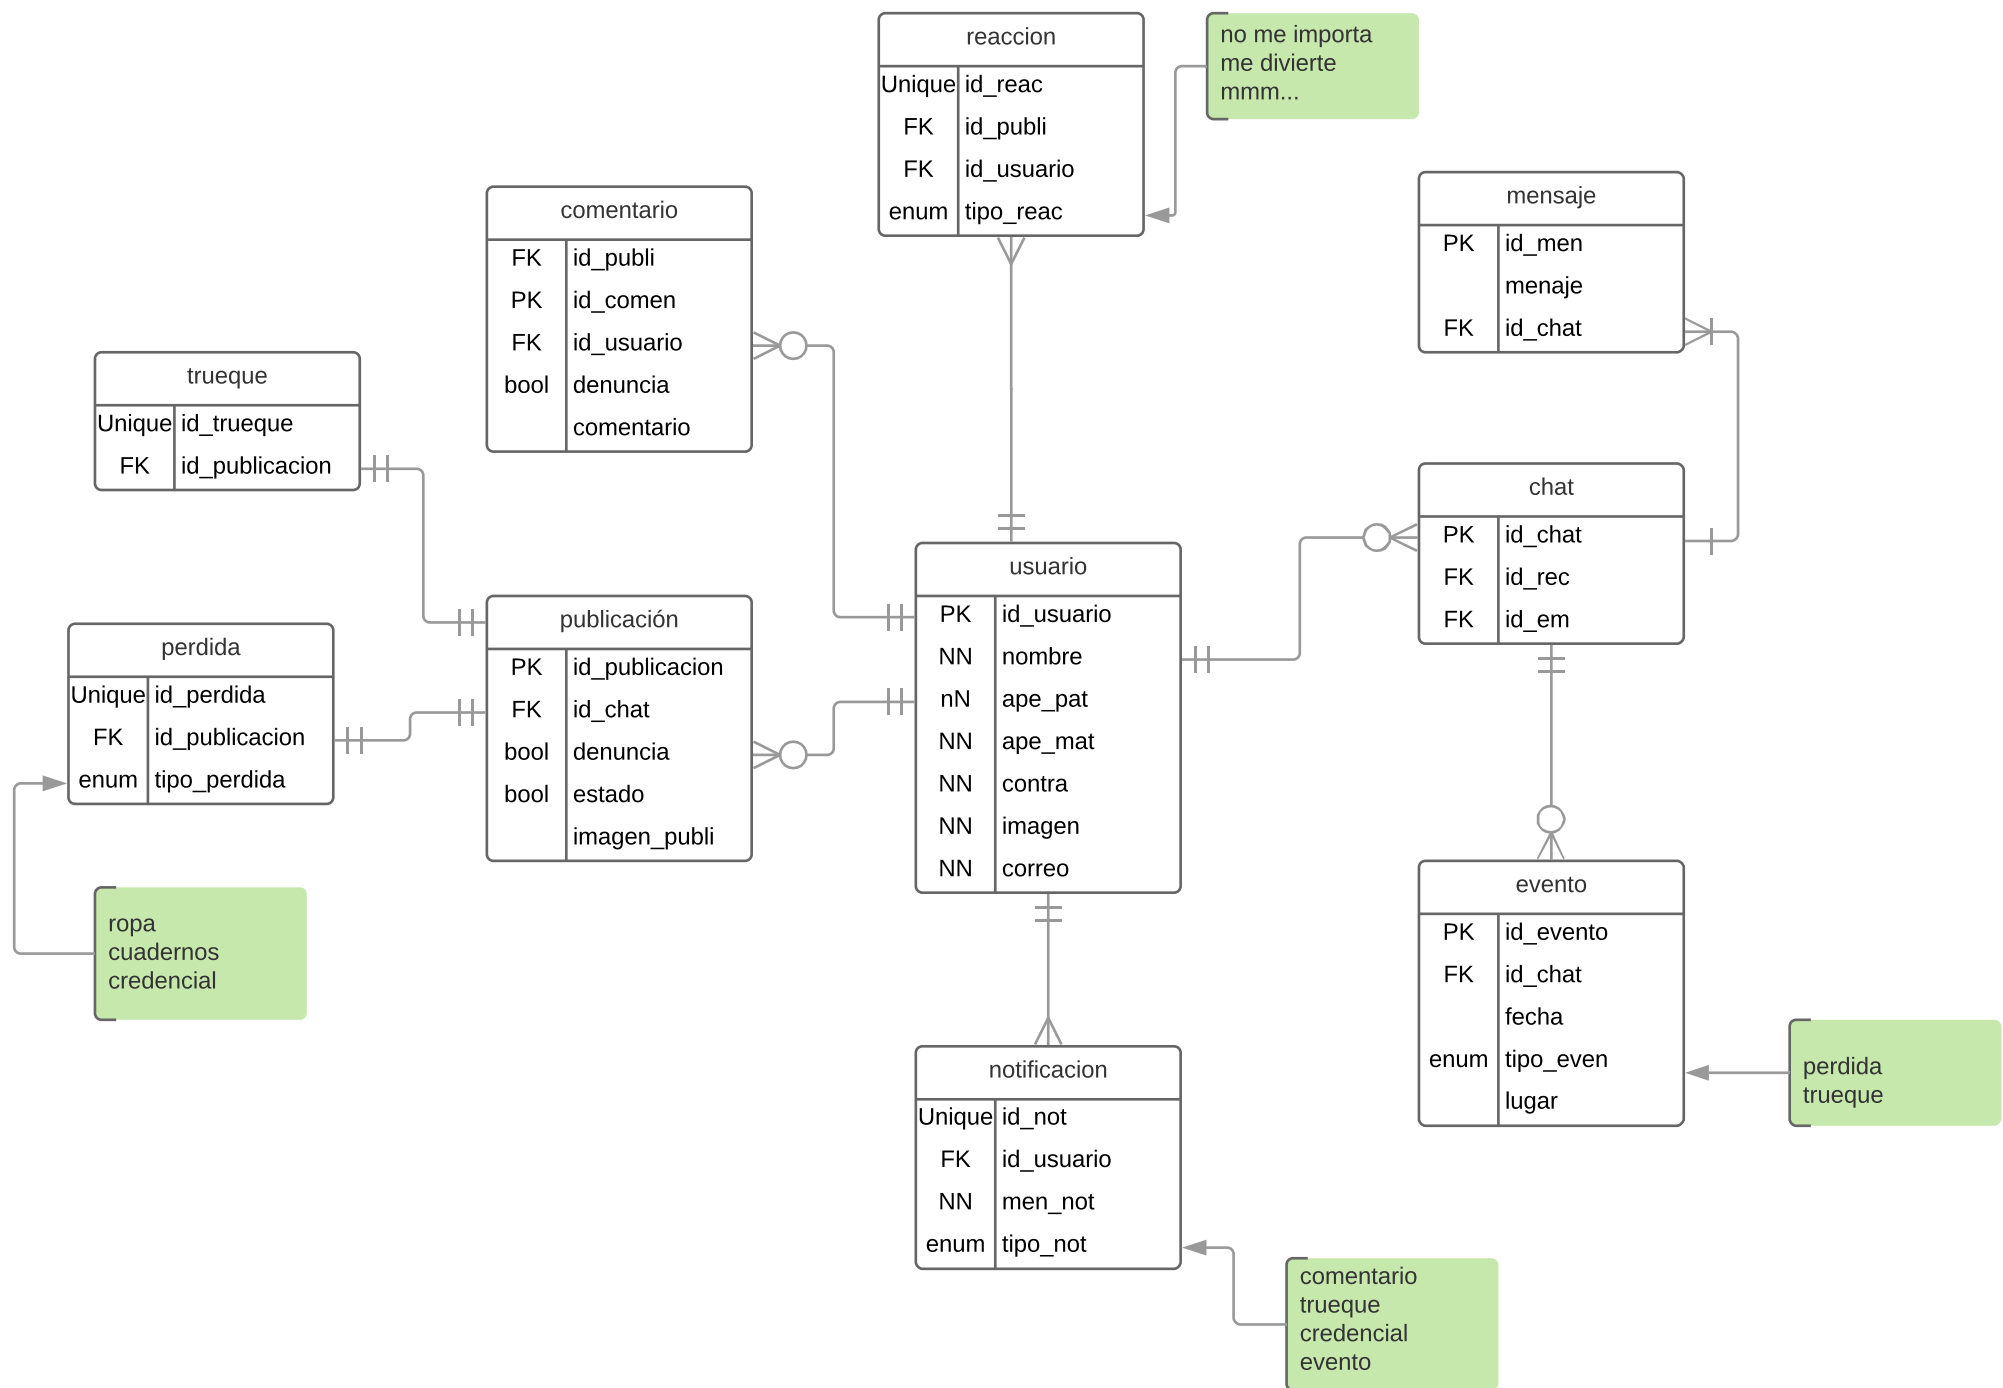 reaccion
Unique id_reac
FK id_publi
FK id_usuario
enum tipo_reac
no me importa
me divierte
mmm...
comentario
FK id_publi
PK id_comen
FK id_usuario
bool denuncia
comentario
mensaje
PK id_men
menaje
FK id_chat
trueque
Unique id_trueque
FK id_publicacion
chat
PK id_chat
FK id_rec
FK id_em
usuario
PK id_usuario
NN nombre
nN ape_pat
NN ape_mat
NN contra
NN imagen
NN correo
publicación
PK id_publicacion
FK id_chat
bool denuncia
bool estado
imagen_publi
perdida
Unique id_perdida
FK id_publicacion
enum tipo_perdida
ropa
cuadernos
credencial
evento
PK id_evento
FK id_chat
fecha
enum tipo_even
lugar
perdida
trueque
notificacion
Unique id_not
FK id_usuario
NN men_not
enum tipo_not
comentario
trueque
credencial
evento